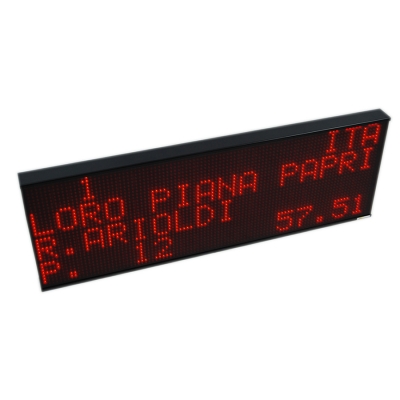 1 ITA
LORO PIANA PAPRI
R.ARIOLDI
P. 12 57.51